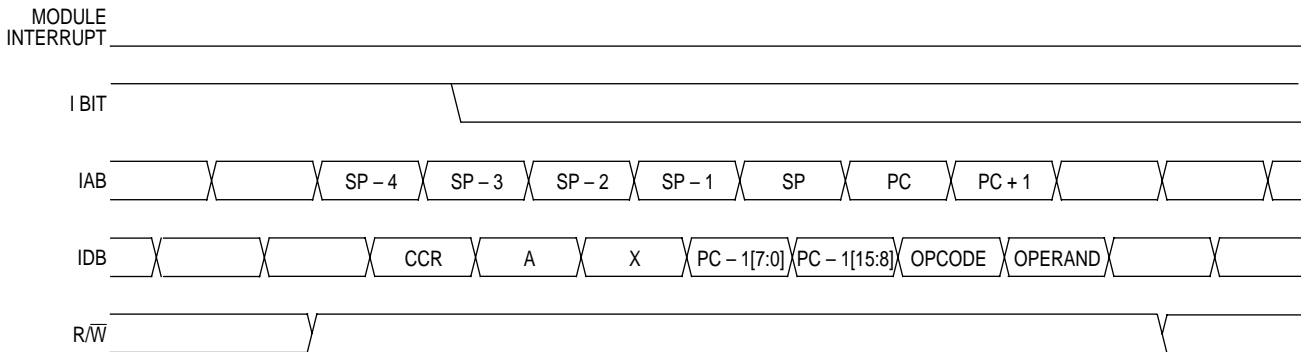 MODULE
INTERRUPT
I BIT
IAB SP – 4 SP – 3 SP – 2 SP – 1 SP PC PC + 1
IDB CCR A X PC – 1[7:0] PC – 1[15:8] OPCODE OPERAND
R/W̅